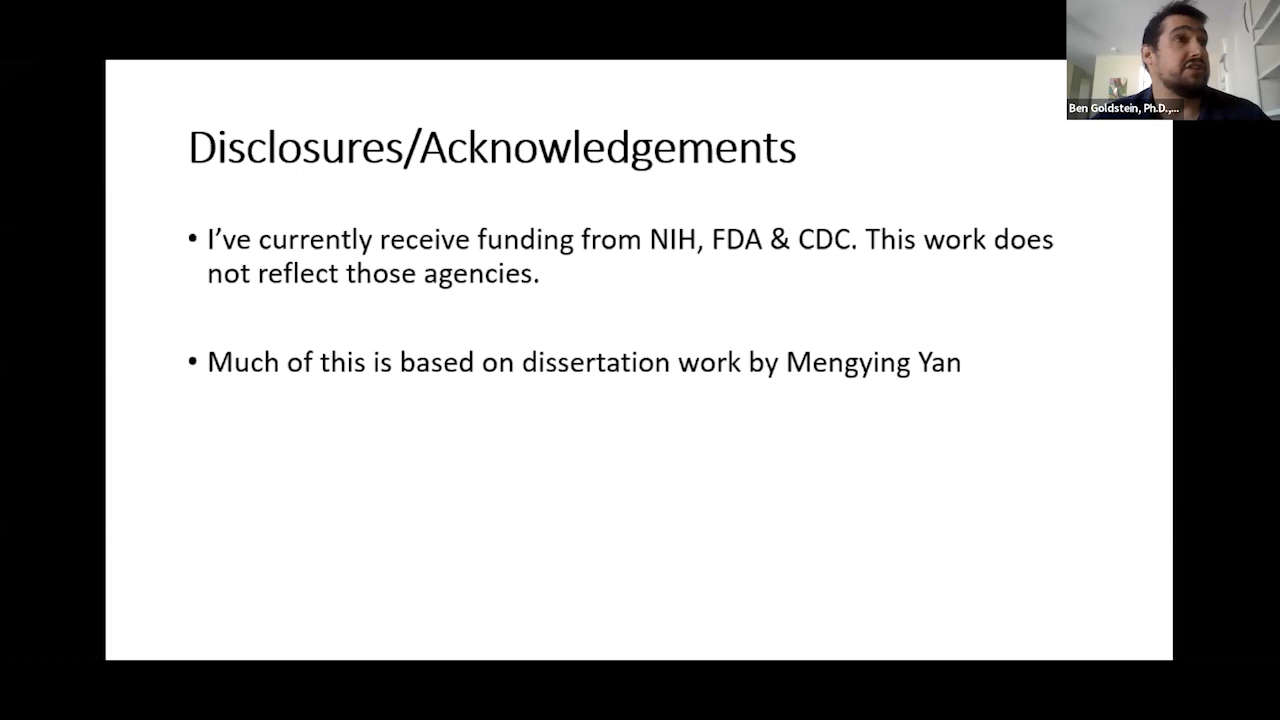 Ben Goldstein, Ph.D.,...
Disclosures/Acknowledgements
• I've currently receive funding from NIH, FDA & CDC. This work does
not reflect those agencies.
• Much of this is based on dissertation work by Mengying Yan